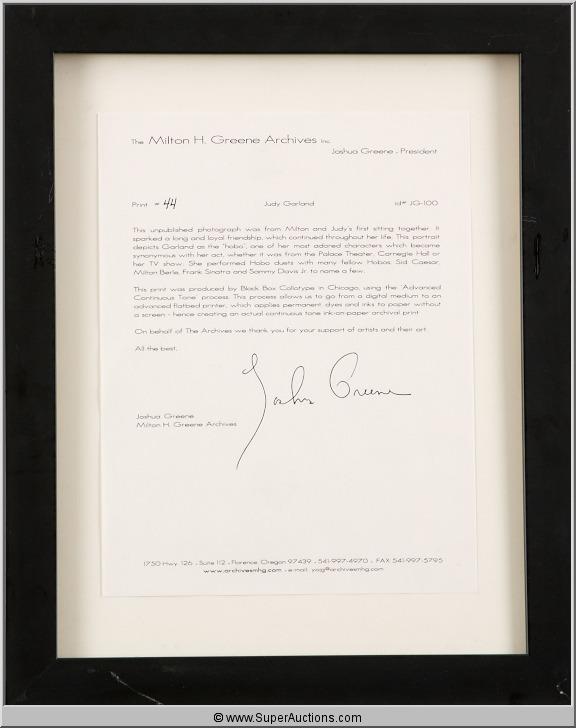 The Milton H. Greene Archives Inc.
Joshua Greene - President
Print # 44 Judy Garland id# JG-100
This unpublished photograph was from Milton and Judy's first sitting together. It
sparked a long and loyal friendship, which continued throughout her life. This portrait
depicts Garland as the "hobo", one of her most adored characters which became
synonymous with her act, whether it was from the Palace Theater, Carnegie Hall or
her TV show. She performed Hobo duets with many fellow Hobos: Sid Caesar,
Milton Berle, Frank Sinatra and Sammy Davis Jr. to name a few.
This print was produced by Black Box Collotype in Chicago, using the "Advanced
Continuous Tone" process. This process allows us to go from a digital medium to an
advanced flatbed printer, which applies permanent dyes and inks to paper without
a screen - hence creating an actual continuous tone ink-on-paper archival print.
On behalf of The Archives we thank you for your support of artists and their art.
All the best,
Joshua Greene
Joshua Greene
Milton H. Greene Archives
1750 Hwy. 126 - Suite 112 - Florence, Oregon 97439 - 541-997-4970 - FAX 541-997-5795
www.archivesmhg.com - e-mail: @archivesmhg.com
© www.SuperAuctions.com